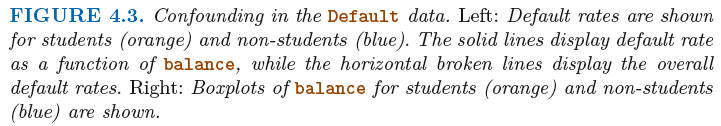 FIGURE 4.3. Confounding in the Default data. Left: Default rates are shown
for students (orange) and non-students (blue). The solid lines display default rate
as a function of balance, while the horizontal broken lines display the overall
default rates. Right: Boxplots of balance for students (orange) and non-students
(blue) are shown.